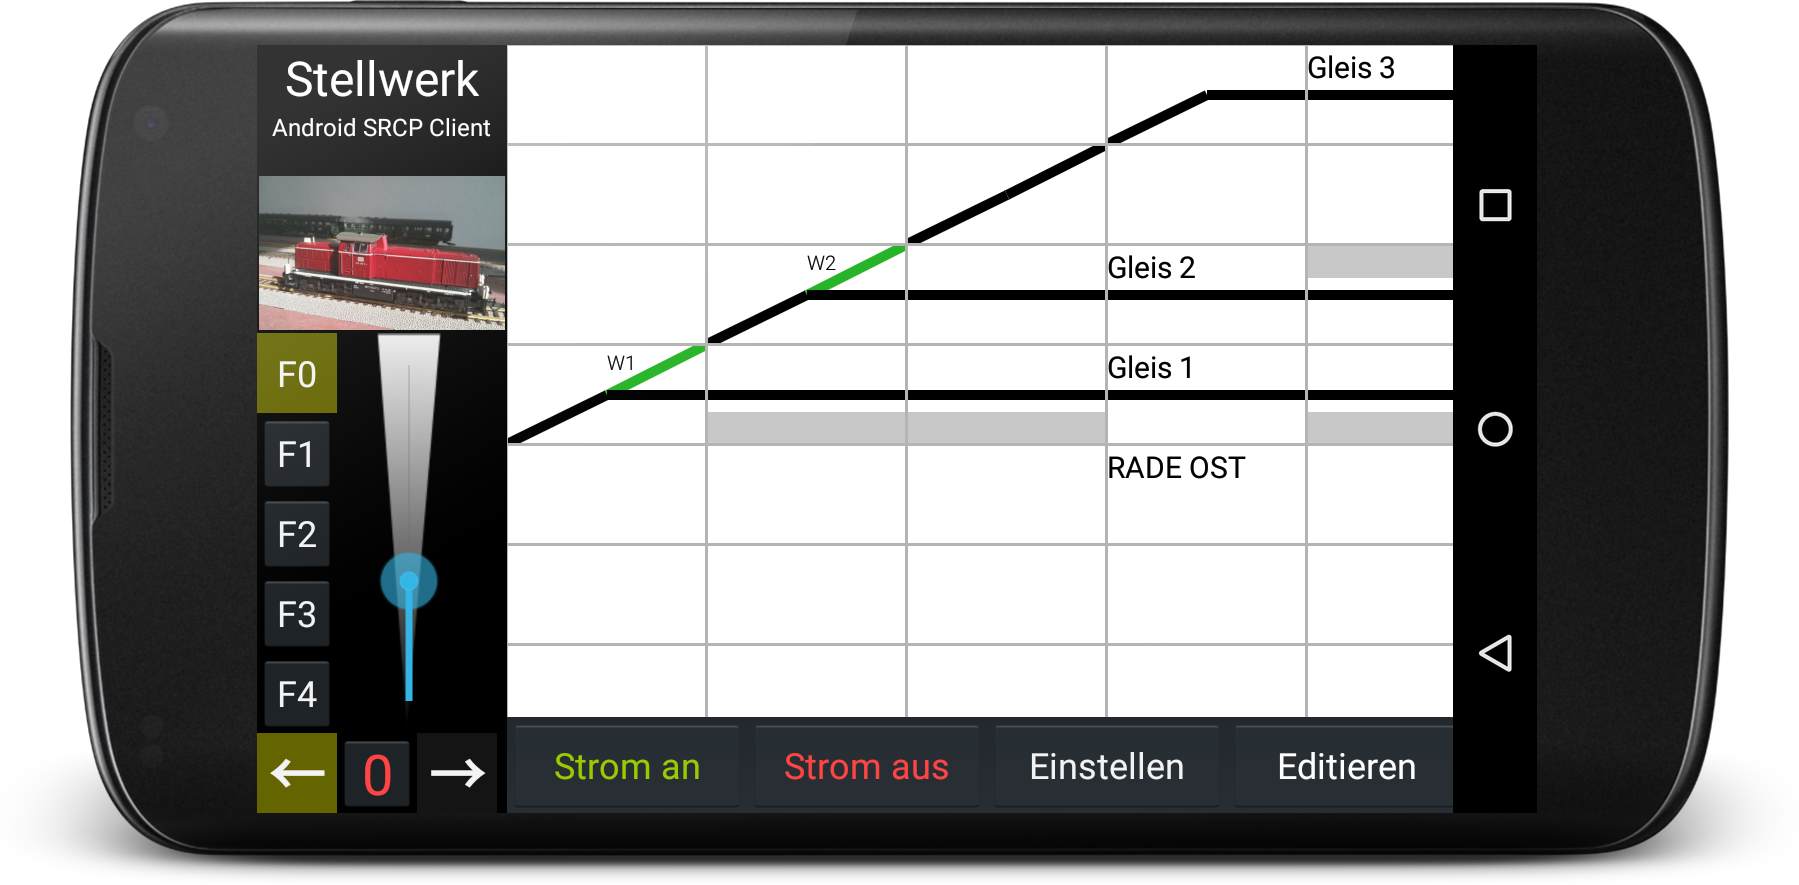 Stellwerk
Android SRCP Client
F0
F1
F2
F3
F4
0
Gleis 3
W2
Gleis 2
W1
Gleis 1
RADE OST
Strom an
Strom aus
Einstellen
Editieren